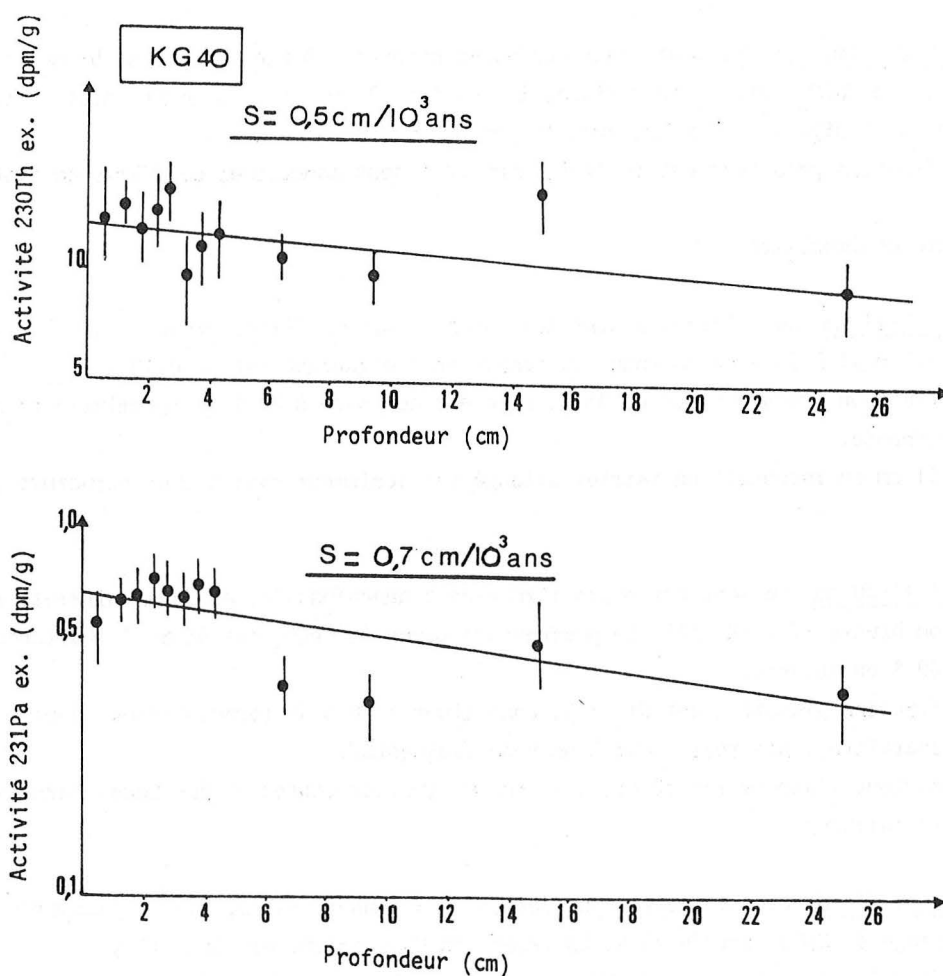 KG40
S= 0,5cm/10³ans
Activité 230Th ex. (dpm/g)
10
5
2 4 6 8 10 12 14 16 18 20 22 24 26
Profondeur (cm)
1,0
S= 0,7cm/10³ans
Activité 231Pa ex. (dpm/g)
0,5
0,1
2 4 6 8 10 12 14 16 18 20 22 24 26
Profondeur (cm)